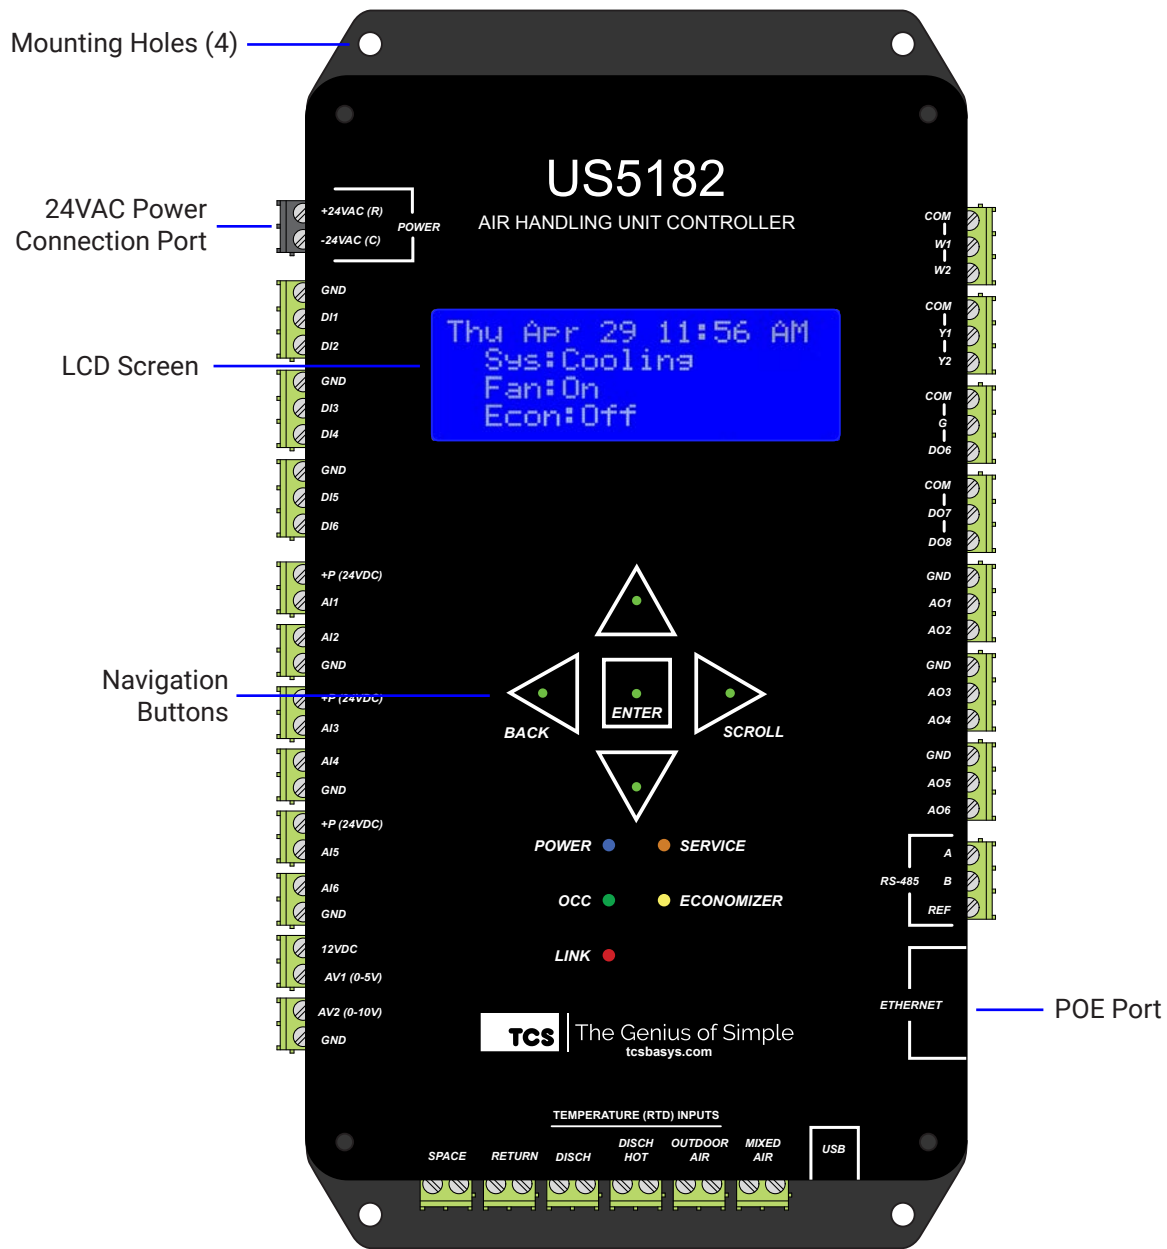 Mounting Holes (4)
US5182
AIR HANDLING UNIT CONTROLLER
24VAC Power
Connection Port
+24VAC (R)
-24VAC (C)
POWER
GND
DI1
DI2
LCD Screen
GND
DI3
DI4
GND
DI5
DI6
+P (24VDC)
AI1
AI2
GND
Navigation
Buttons
+P (24VDC)
AI3
AI4
GND
+P (24VDC)
AI5
AI6
GND
12VDC
AV1 (0-5V)
AV2 (0-10V)
GND
Thu Apr 29 11:56 AM
Sys:Cooling
Fan:On
Econ:Off
BACK
ENTER
SCROLL
POWER
SERVICE
OCC
ECONOMIZER
LINK
TCS
The Genius of Simple
tcsbasys.com
COM
W1
W2
COM
Y1
Y2
COM
G
DO6
COM
DO7
DO8
GND
AO1
AO2
GND
AO3
AO4
GND
AO5
AO6
RS-485
A
B
REF
ETHERNET
POE Port
TEMPERATURE (RTD) INPUTS
SPACE
RETURN
DISCH
DISCH
HOT
OUTDOOR
AIR
MIXED
AIR
USB